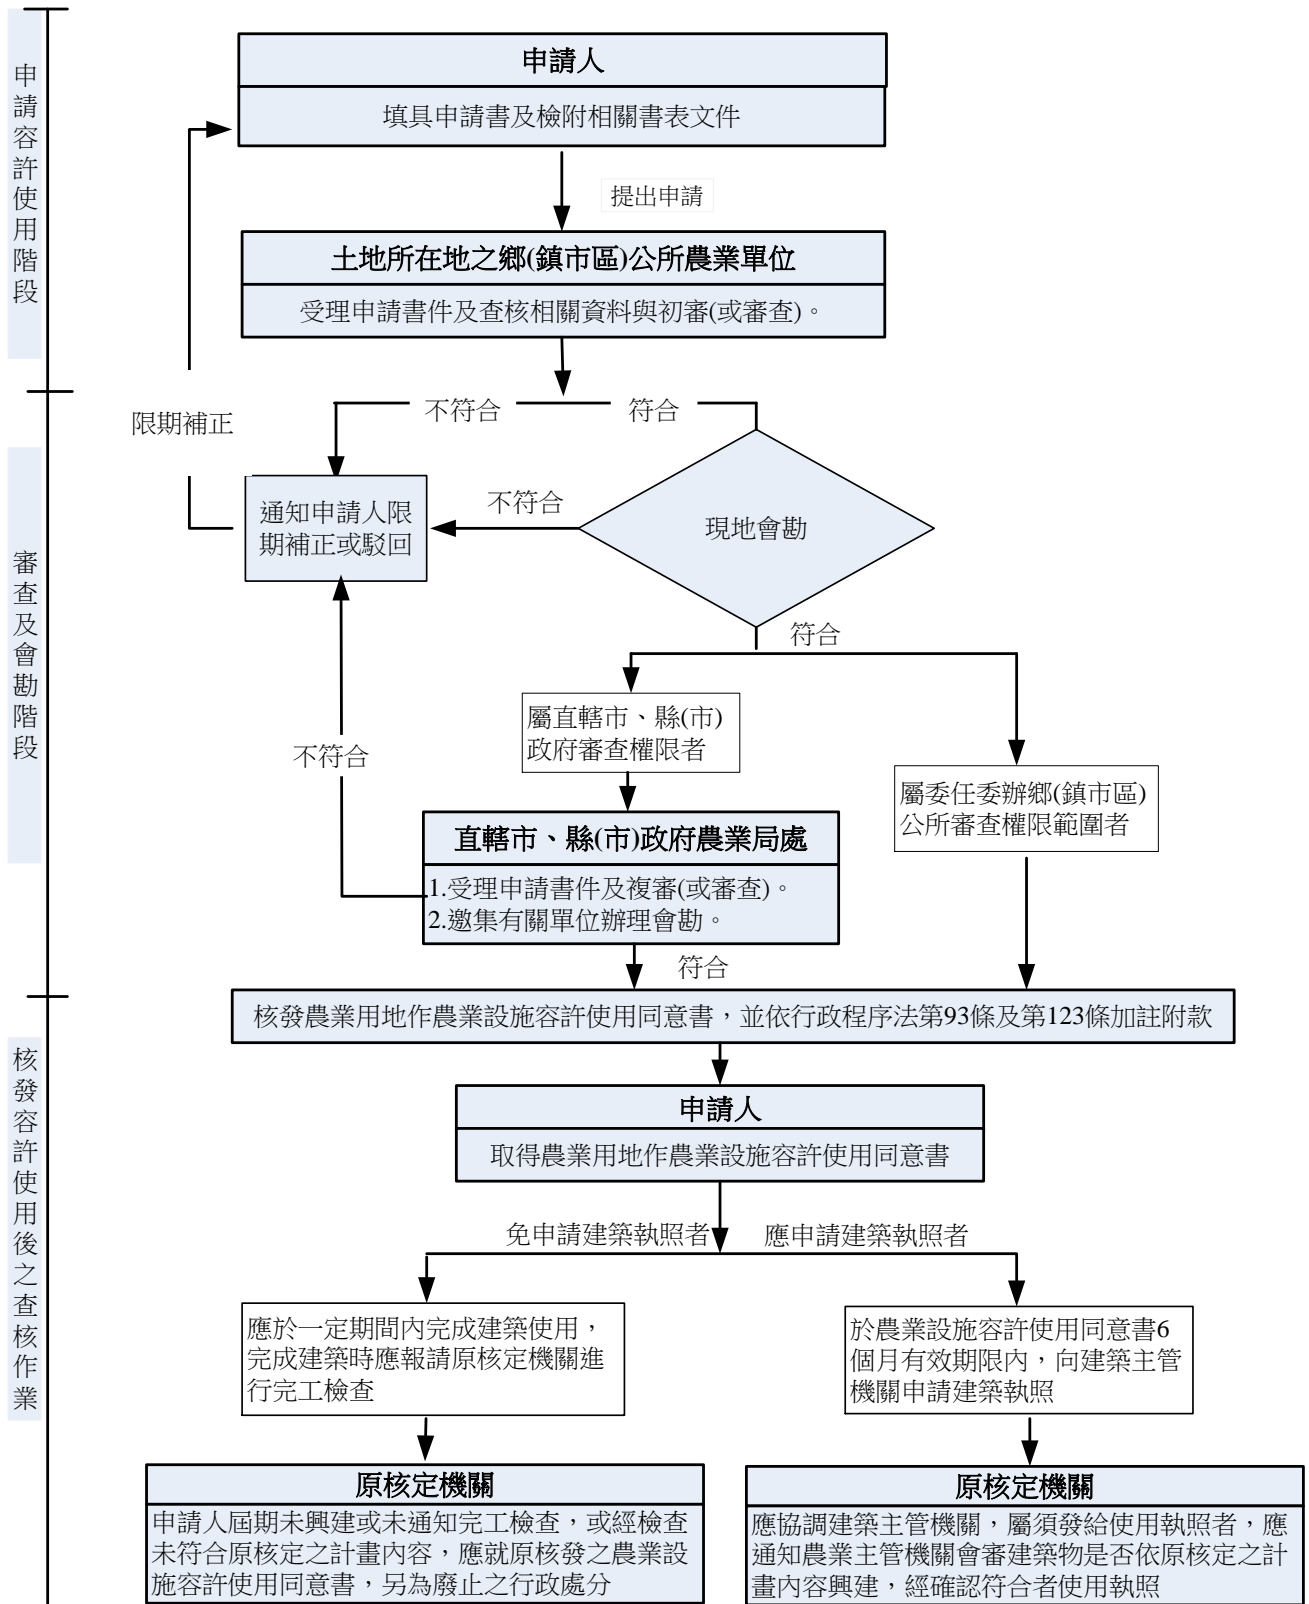 申請容許使用階段
申請人
填具申請書及檢附相關書表文件
提出申請
土地所在地之鄉(鎮市區)公所農業單位
受理申請書件及查核相關資料與初審(或審查)。
審查及會勘階段
限期補正
不符合
符合
通知申請人限
期補正或駁回
不符合
現地會勘
符合
不符合
屬直轄市、縣(市)
政府審查權限者
屬委任委辦鄉(鎮市區)
公所審查權限範圍者
直轄市、縣(市)政府農業局處
1.受理申請書件及複審(或審查)。
2.邀集有關單位辦理會勘。
符合
核發容許使用後之查核作業
核發農業用地作農業設施容許使用同意書，並依行政程序法第93條及第123條加註附款
申請人
取得農業用地作農業設施容許使用同意書
免申請建築執照者
應申請建築執照者
應於一定期間內完成建築使用，
完成建築時應報請原核定機關進
行完工檢查
於農業設施容許使用同意書6
個月有效期限內，向建築主管
機關申請建築執照
原核定機關
申請人屆期未興建或未通知完工檢查，或經檢查
未符合原核定之計畫內容，應就原核發之農業設
施容許使用同意書，另為廢止之行政處分
原核定機關
應協調建築主管機關，屬須發給使用執照者，應
通知農業主管機關會審建築物是否依原核定之計
畫內容興建，經確認符合者使用執照